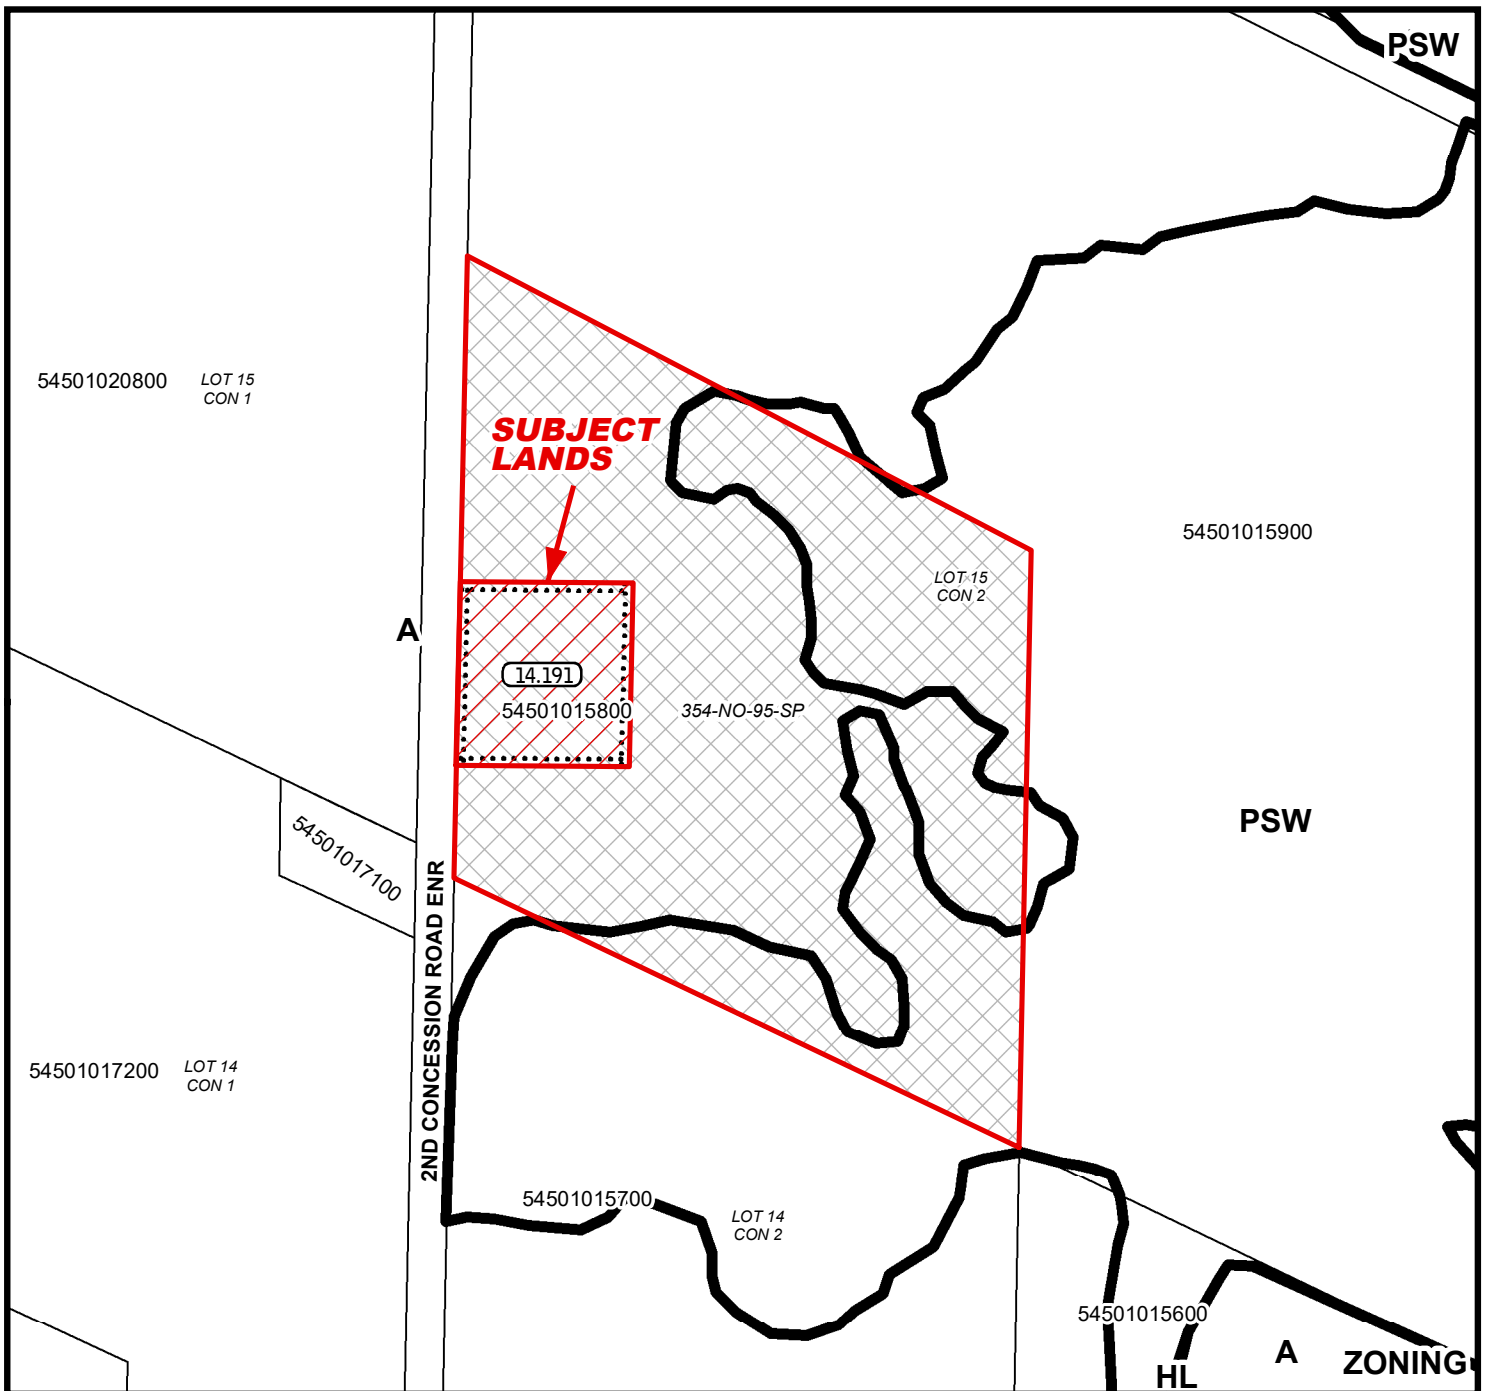 PSW
54501020800
LOT 15
CON 1
SUBJECT
LANDS
54501015900
LOT 15
CON 2
A
14.191
54501015800
354-NO-95-SP
PSW
54501017100
2ND CONCESSION ROAD ENR
54501017200
LOT 14
CON 1
54501015700
LOT 14
CON 2
54501015600
A
ZONING
HL